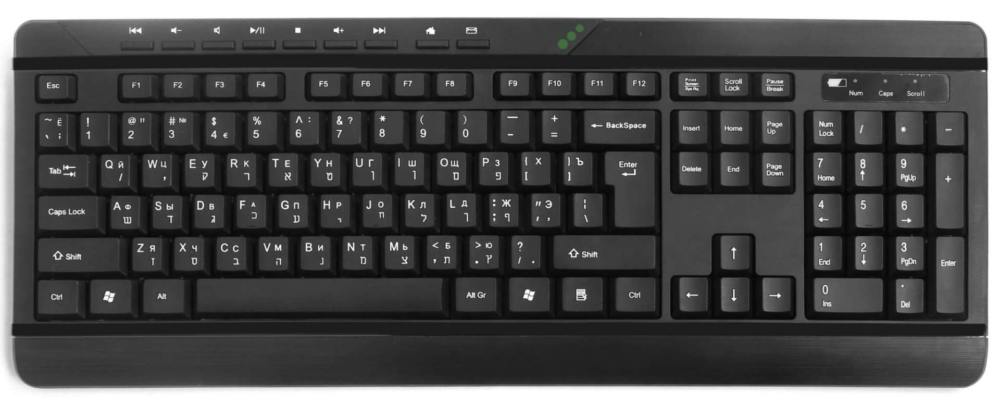 Esc F1 F2 F3 F4 F5 F6 F7 F8 F9 F10 F11 F12 Print Screen Sys Rq Scroll Lock Pause Break
Num Caps Scroll
~ Ё ` ; ! 1 @ " 2 # № 3 $ 4 € % 5 ^ : 6 & ? 7 * 8 ( 9 ) 0 — - + = ← BackSpace Insert Home Page Up Num Lock / * -
Tab Q Й / W Ц ' E У ק R К ר T Е א Y Н ט U Г ו I Ш ן O Щ ם P З פ { Х [ } Ъ ] Enter Delete End Page Down 7 Home 8 ↑ 9 PgUp +
Caps Lock A Ф ש S Ы ד D В ג F А כ G П ע H Р י J О ח K Л ל L Д ך : Ж ; ף " Э ' , ¦ \ 4 ← 5 6 →
⇧ Shift Z Я ז X Ч ס C С ב V М ה B И נ N Т מ M Ь צ < Б , ת > Ю . ץ ? / . ⇧ Shift ↑ 1 End 2 ↓ 3 PgDn Enter
Ctrl Alt Alt Gr Ctrl ← ↓ → 0 Ins . Del